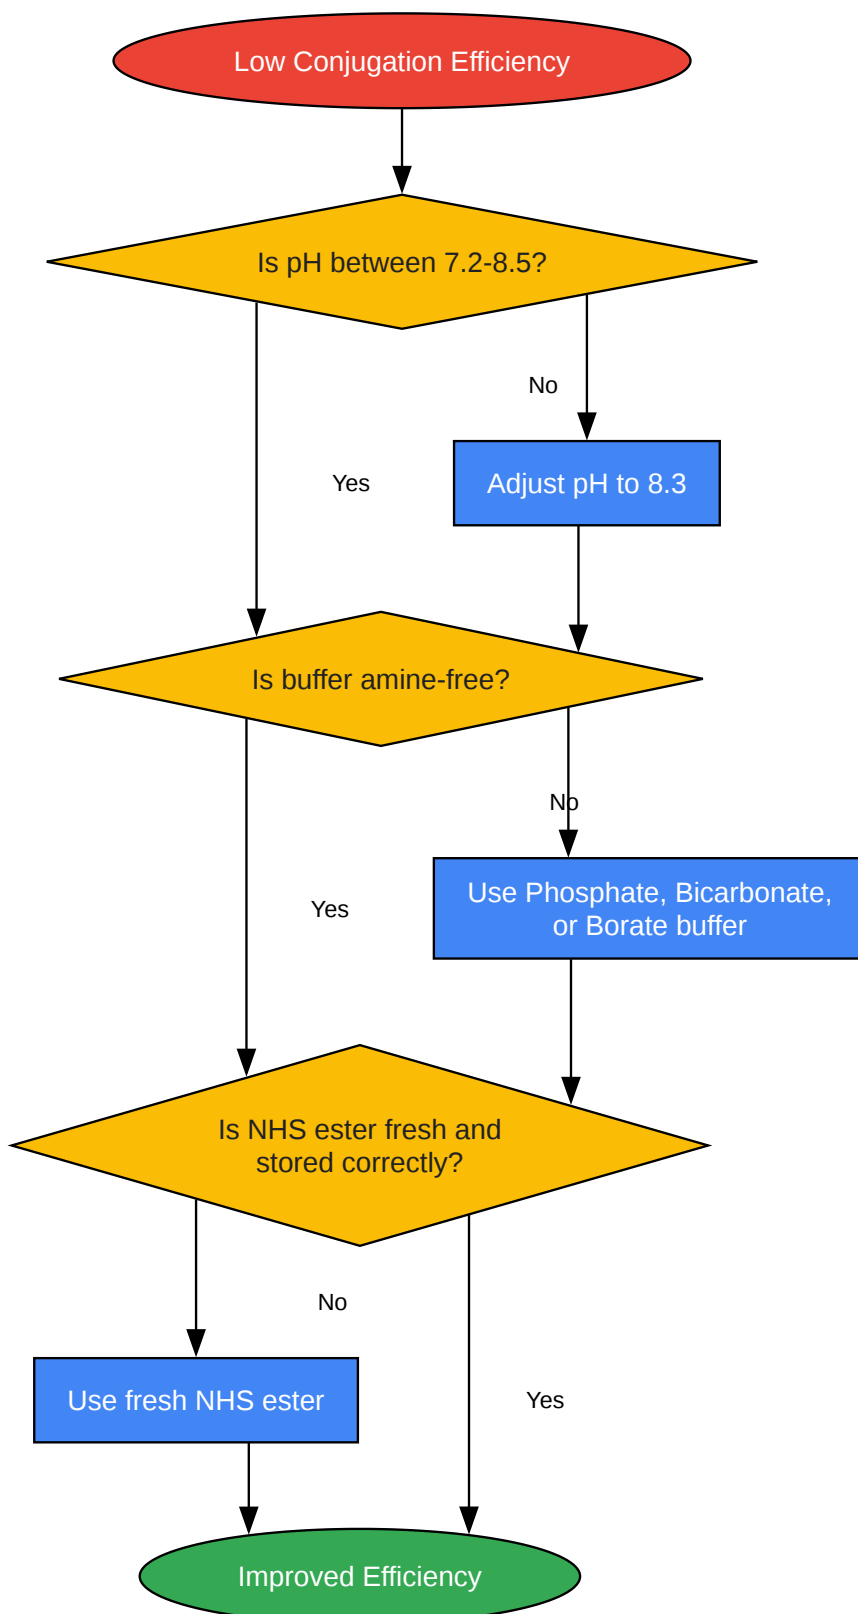 Low Conjugation Efficiency
Is pH between 7.2-8.5?
No
Yes
Adjust pH to 8.3
Is buffer amine-free?
No
Yes
Use Phosphate, Bicarbonate,
or Borate buffer
Is NHS ester fresh and
stored correctly?
No
Use fresh NHS ester
Yes
Improved Efficiency